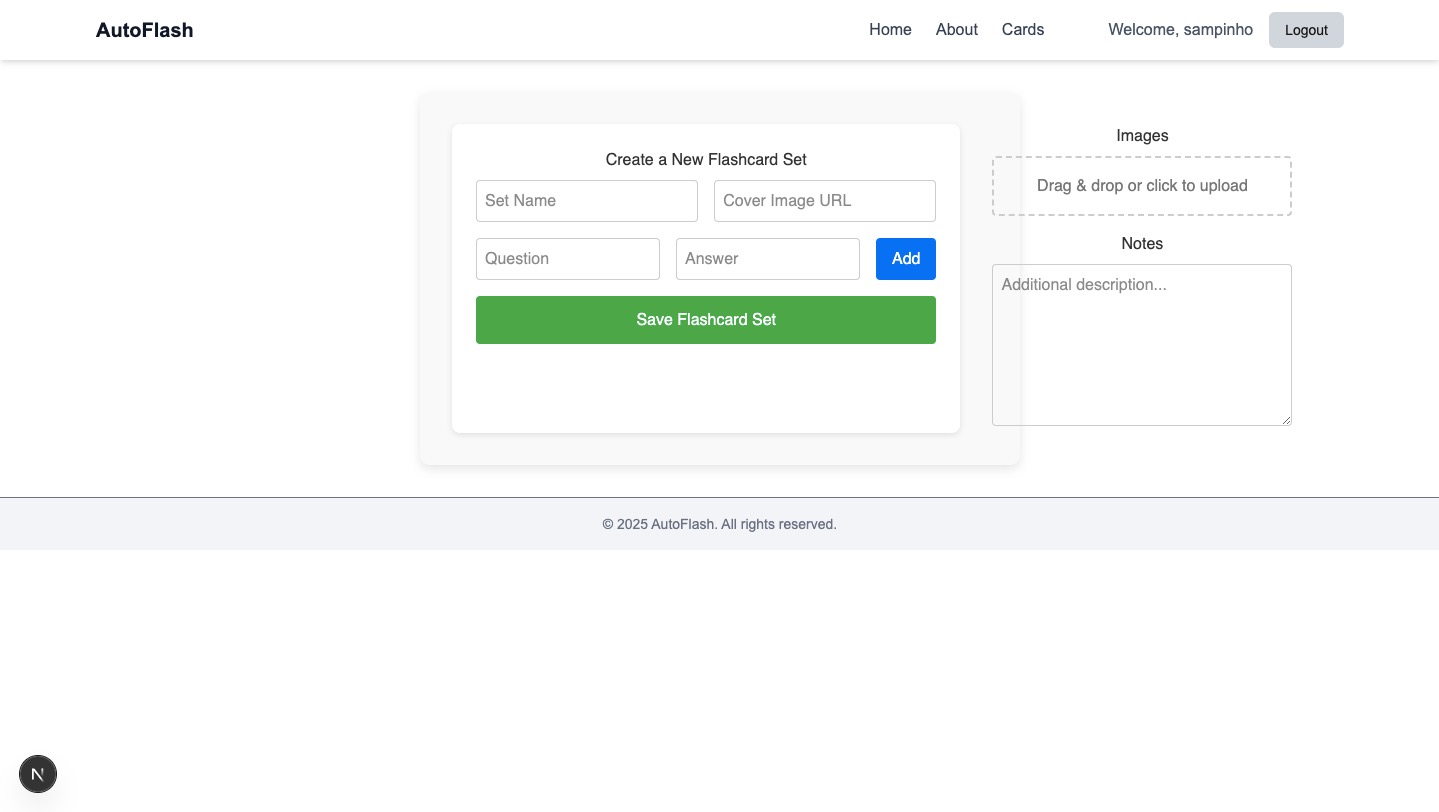 AutoFlash
Home About Cards Welcome, sampinho Logout
Create a New Flashcard Set
Set Name Cover Image URL
Question Answer Add
Save Flashcard Set
Images
Drag & drop or click to upload
Notes
Additional description...
© 2025 AutoFlash. All rights reserved.
N